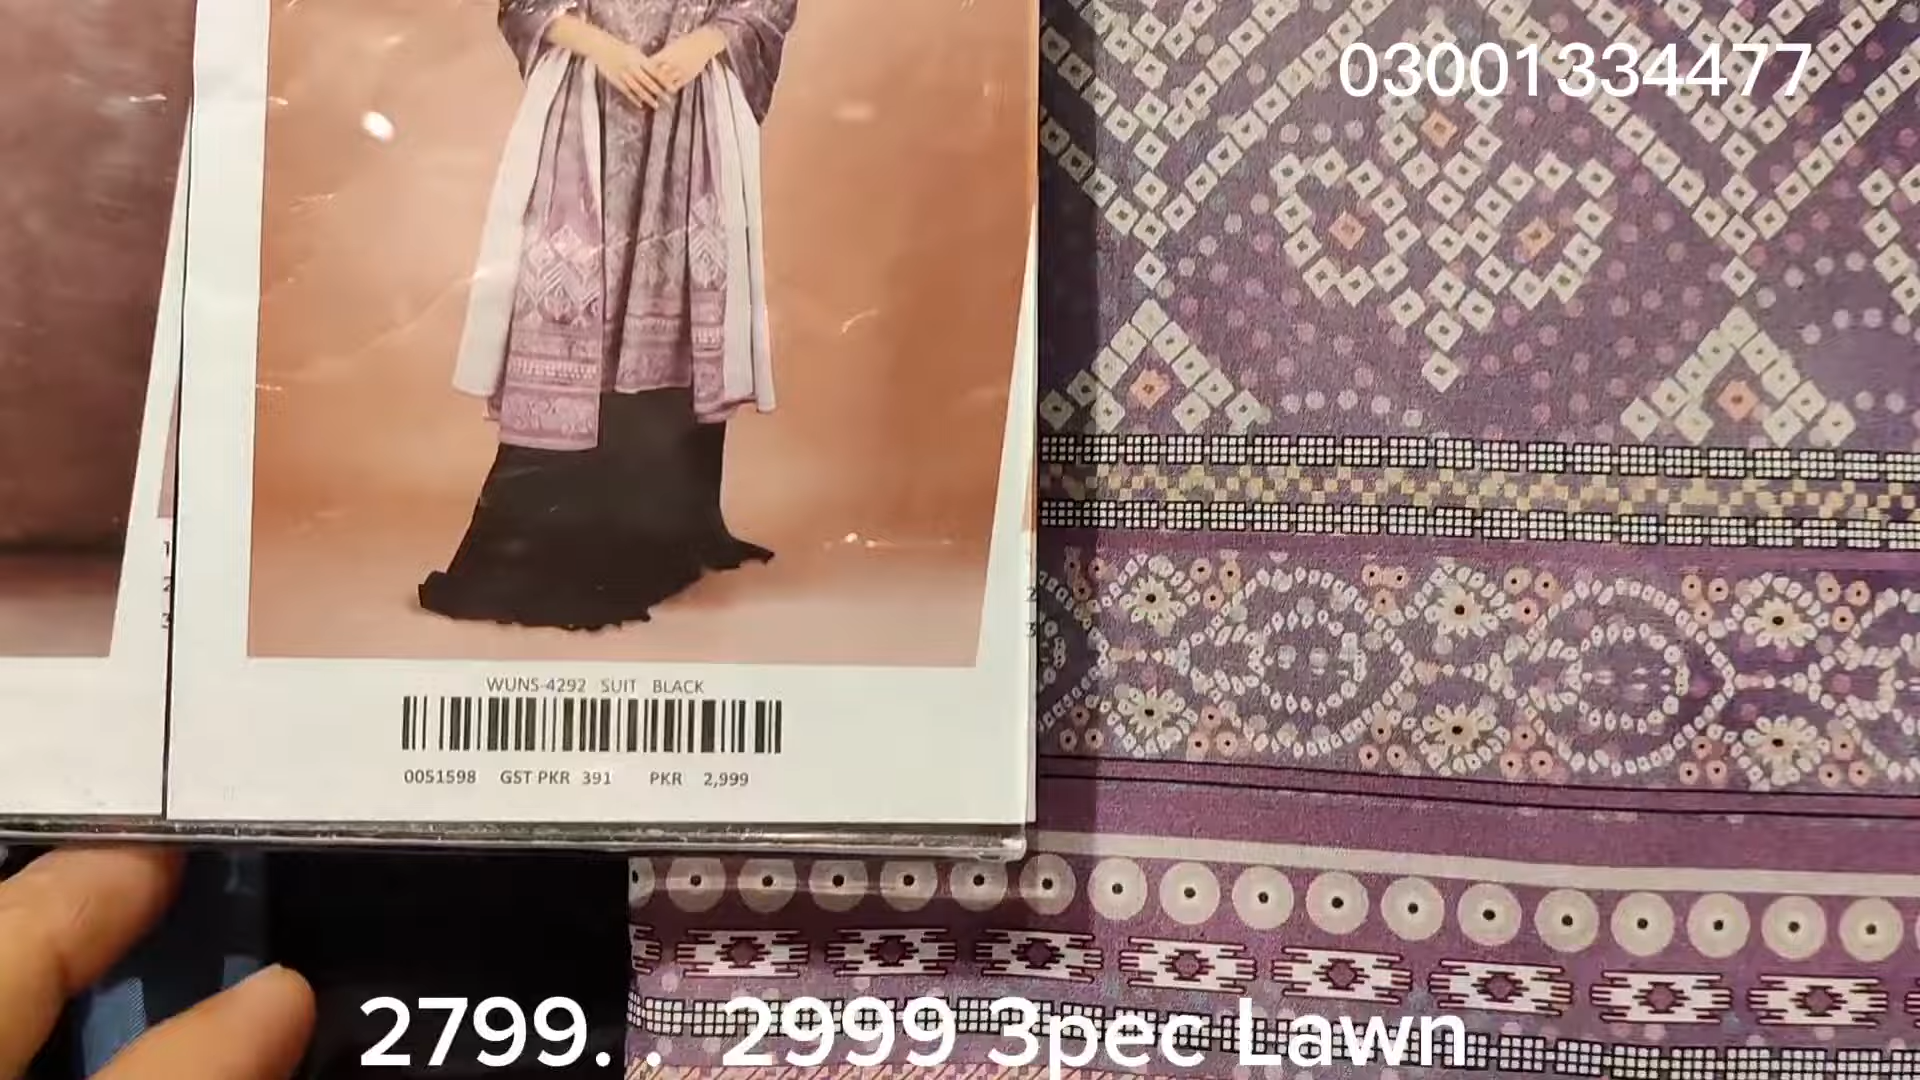 03001334477
WUNS-4292 SUIT BLACK
0051598 GST PKR 391 PKR 2,999
2799. . 2999 3pec Lawn